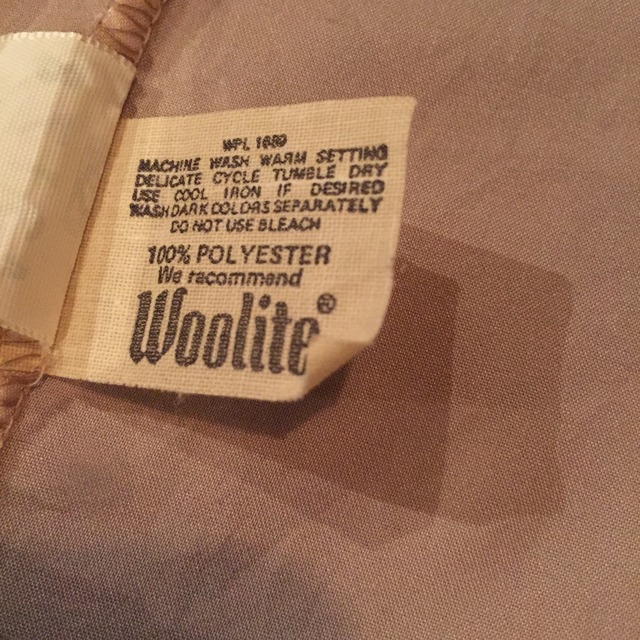 WPL 1689
MACHINE WASH WARM SETTING
DELICATE CYCLE TUMBLE DRY
USE COOL IRON IF DESIRED
WASH DARK COLORS SEPARATELY
DO NOT USE BLEACH
100% POLYESTER
We recommend
Woolite®